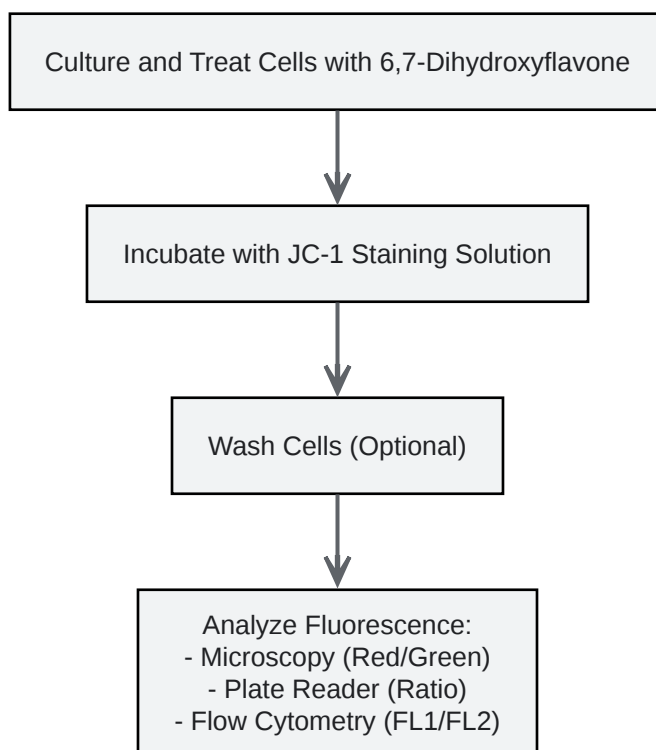 Culture and Treat Cells with 6,7-Dihydroxyflavone
Incubate with JC-1 Staining Solution
Wash Cells (Optional)
Analyze Fluorescence:
- Microscopy (Red/Green)
- Plate Reader (Ratio)
- Flow Cytometry (FL1/FL2)